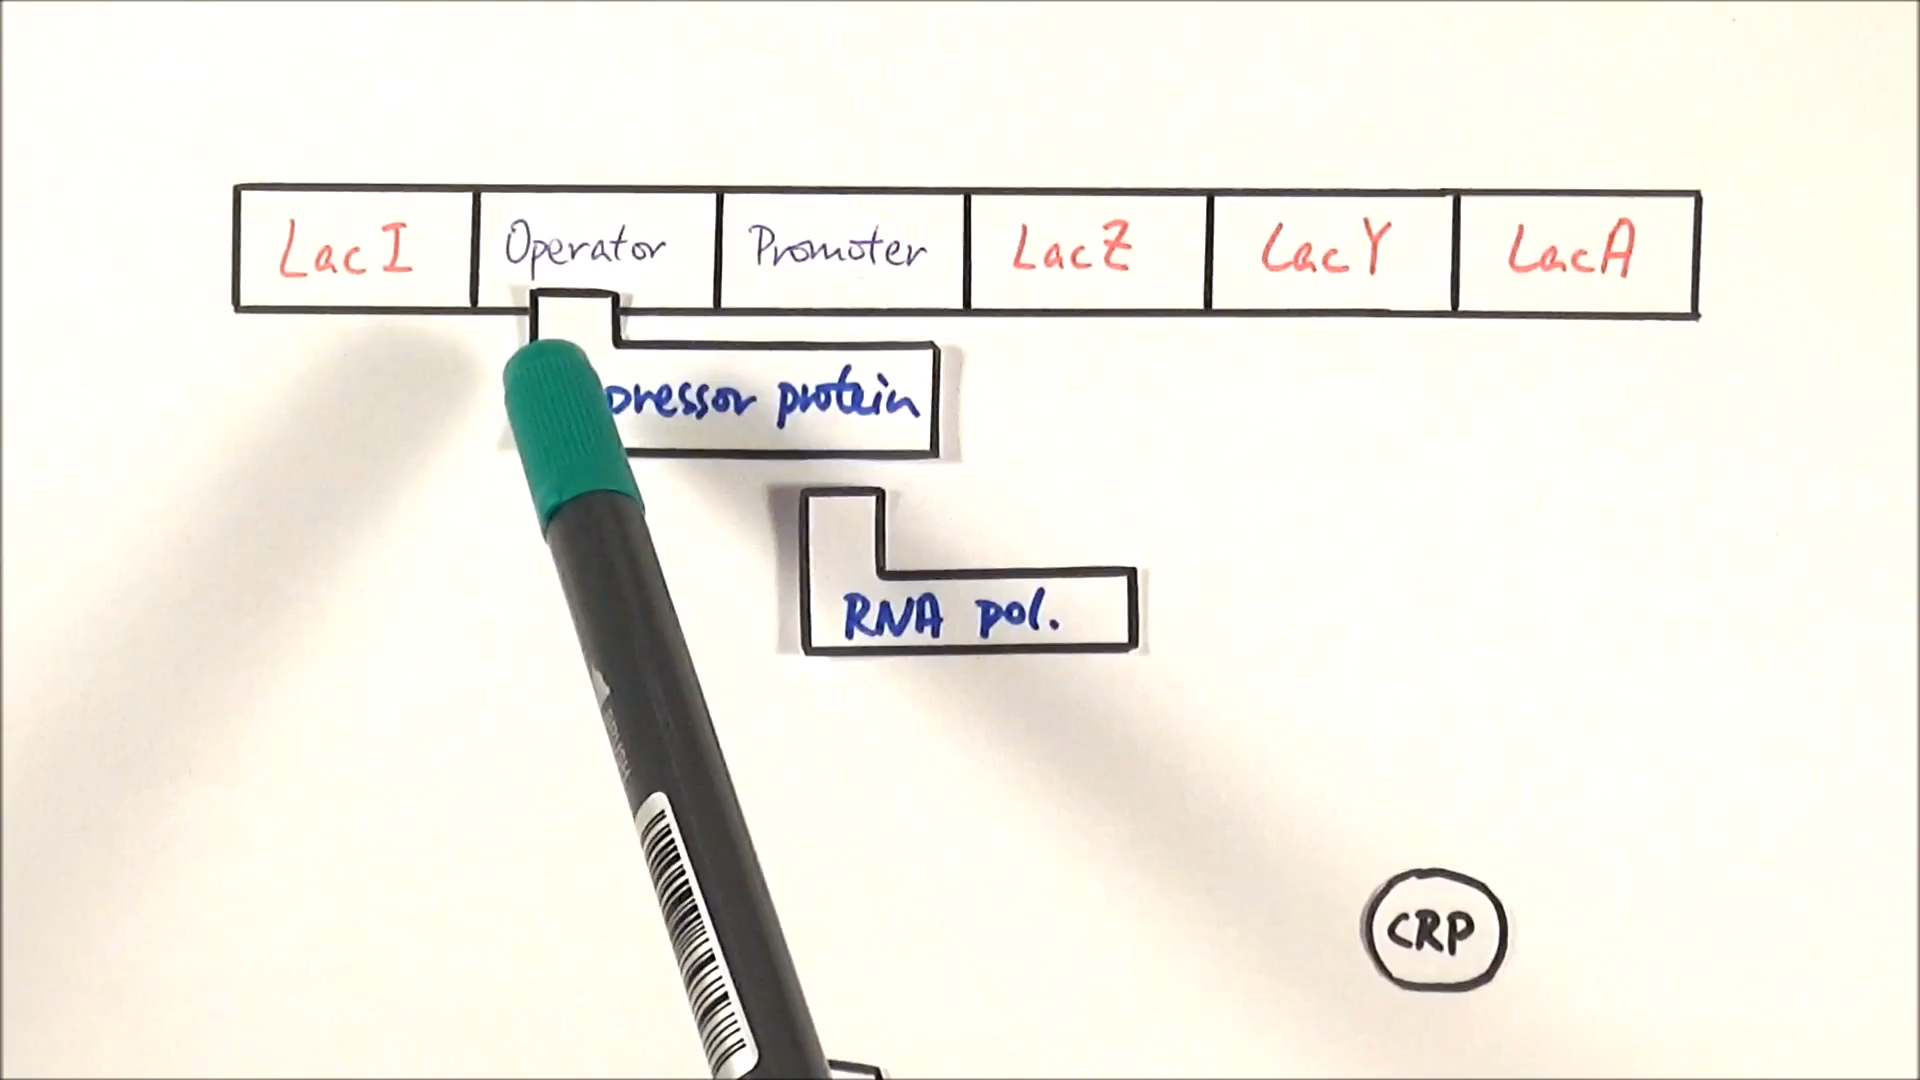 LacI Operator Promoter LacZ LacY LacA
pressor protein
RNA pol.
CRP